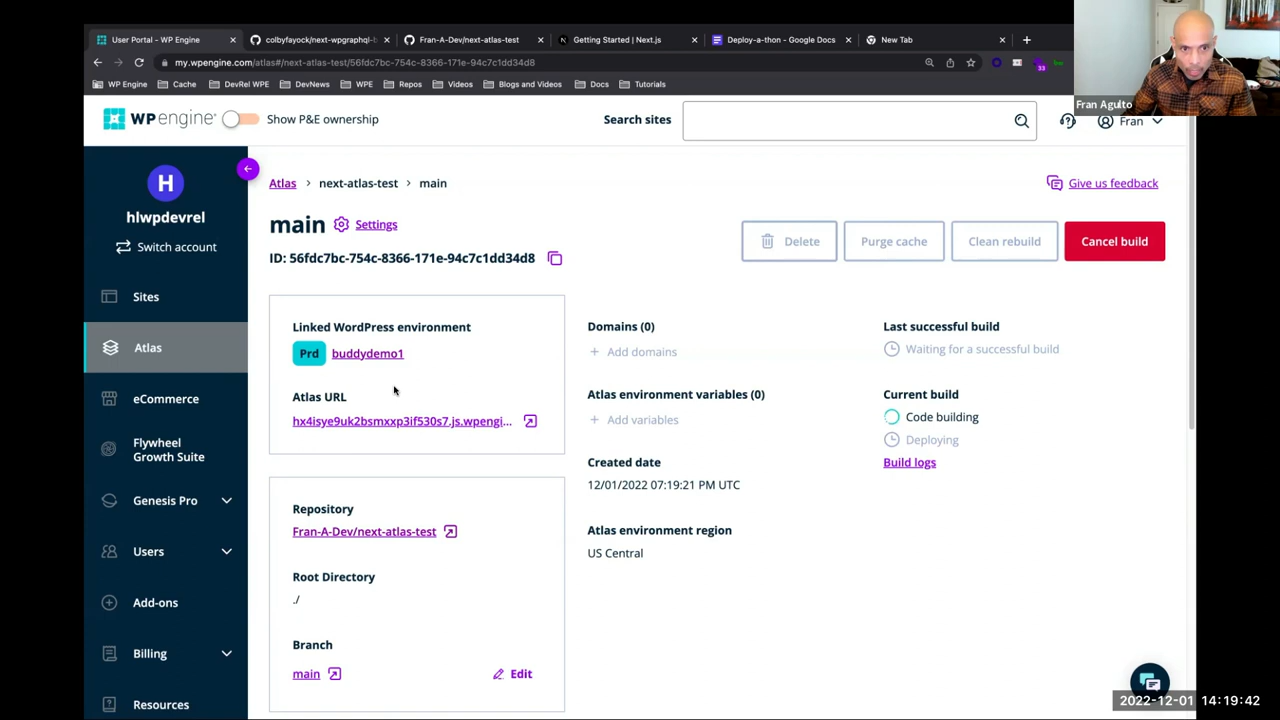 User Portal - WP Engine
colbyfayock/next-wpgraphql-l
Fran-A-Dev/next-atlas-test
Getting Started | Next.js
Deploy-a-thon - Google Docs
New Tab
my.wpengine.com/atlas#/next-atlas-test/56fdc7bc-754c-8366-171e-94c7c1dd34d8
WP Engine
Cache
DevRel WPE
DevNews
WPE
Repos
Videos
Blogs and Videos
Docs
Tutorials
Fran Agulto
WP engine
Show P&E ownership
Search sites
Fran
H
hlwpdevrel
Switch account
Sites
Atlas
eCommerce
Flywheel
Growth Suite
Genesis Pro
Users
Add-ons
Billing
Resources
Atlas > next-atlas-test > main
Give us feedback
main
Settings
Delete
Purge cache
Clean rebuild
Cancel build
ID: 56fdc7bc-754c-8366-171e-94c7c1dd34d8
Linked WordPress environment
Prd buddydemo1
Atlas URL
hx4isye9uk2bsmxxp3if530s7.js.wpengi...
Repository
Fran-A-Dev/next-atlas-test
Root Directory
./
Branch
main
Edit
Domains (0)
+ Add domains
Atlas environment variables (0)
+ Add variables
Created date
12/01/2022 07:19:21 PM UTC
Atlas environment region
US Central
Last successful build
Waiting for a successful build
Current build
Code building
Deploying
Build logs
2022-12-01 14:19:42